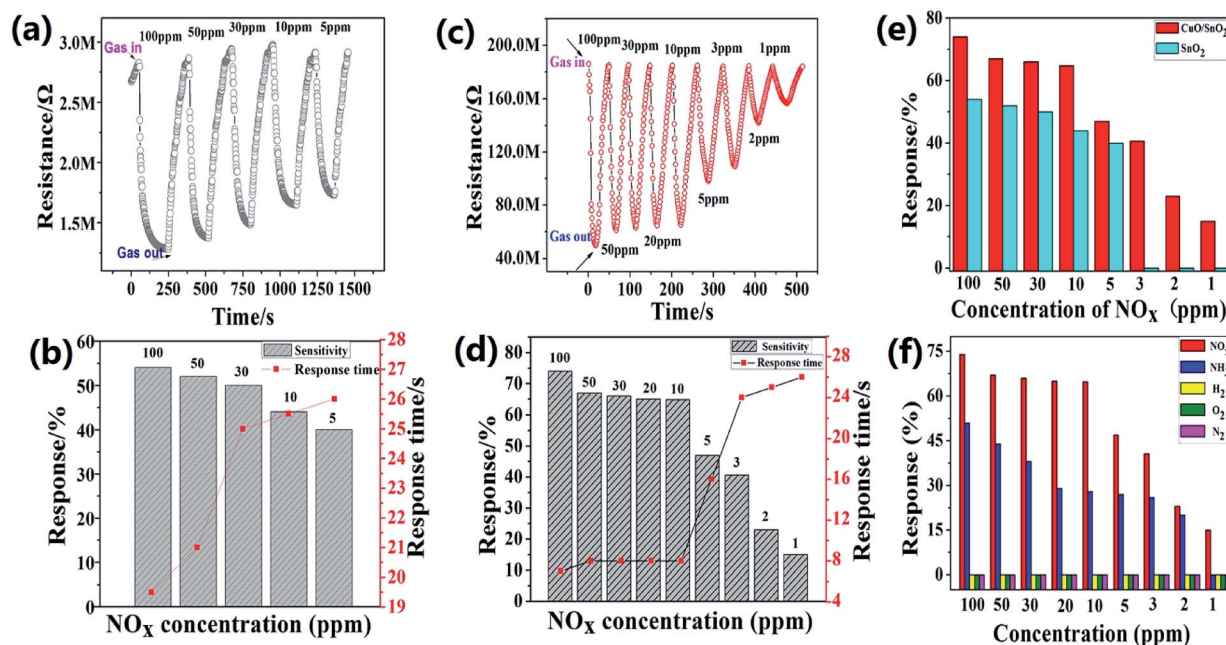 (a)
Gas in
100ppm 50ppm 30ppm 10ppm 5ppm
3.0M
2.5M
2.0M
1.5M
Gas out
Resistance/Ω
0 250 500 750 1000 1250 1500
Time/s
(b)
Sensitivity
Response time
100 50 30 10 5
60
50
40
30
20
10
0
Response/%
28
27
26
25
24
23
22
21
20
19
Response time/s
NOX concentration (ppm)
(c)
100ppm 30ppm 10ppm 3ppm 1ppm
Gas in
200.0M
160.0M
120.0M
80.0M
40.0M
2ppm
5ppm
Gas out
50ppm 20ppm
Resistance/Ω
0 100 200 300 400 500
Time/s
(d)
Sensitivity
Response time
100 50 30 20 10 5 3 2 1
80
70
60
50
40
30
20
10
0
Response/%
28
24
20
16
12
8
4
Response time/s
NOX concentration (ppm)
(e)
CuO/SnO2
SnO2
80
60
40
20
0
Response/%
100 50 30 10 5 3 2 1
Concentration of NOX (ppm)
(f)
NH3
H2
O2
N2
75
45
30
15
0
Response (%)
100 50 30 20 10 5 3 2 1
Concentration (ppm)